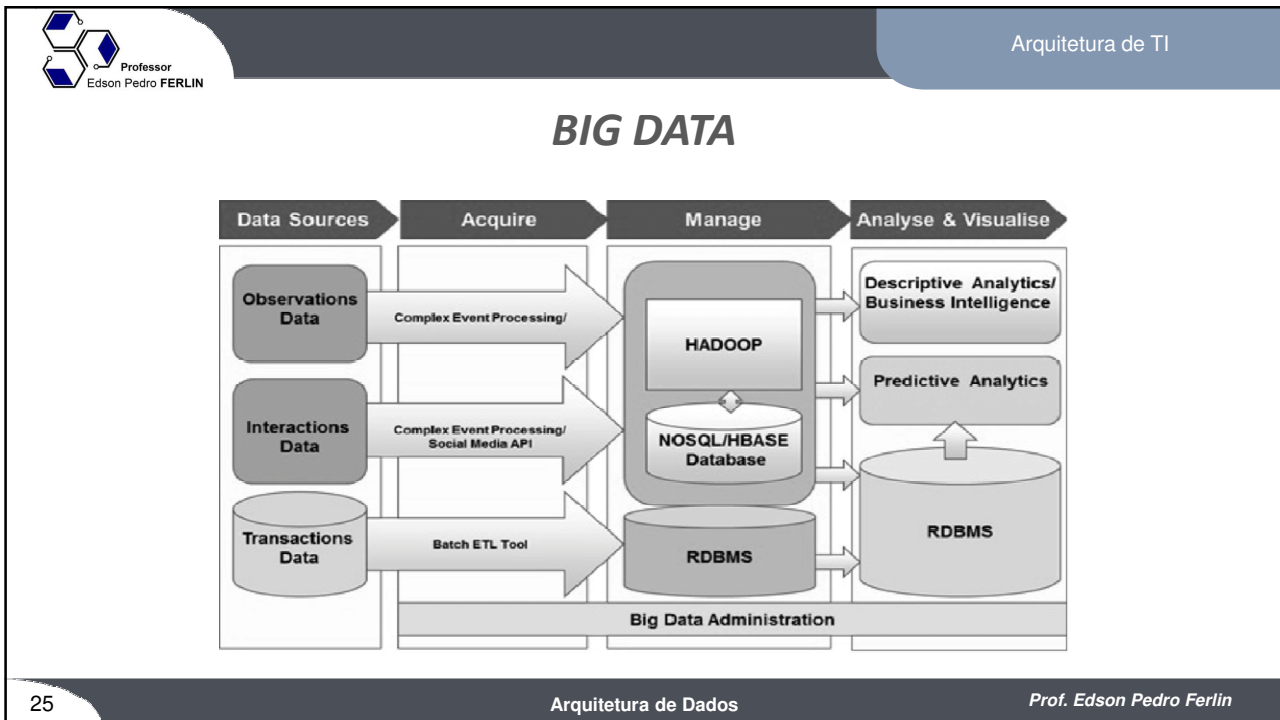 Professor
Edson Pedro FERLIN
Arquitetura de TI
BIG DATA
Data Sources
Acquire
Manage
Analyse & Visualise
Observations
Data
Complex Event Processing/
HADOOP
Descriptive Analytics/
Business Intelligence
Predictive Analytics
Interactions
Data
Complex Event Processing/
Social Media API
NOSQL/HBASE
Database
Transactions
Data
Batch ETL Tool
RDBMS
RDBMS
Big Data Administration
25
Arquitetura de Dados
Prof. Edson Pedro Ferlin